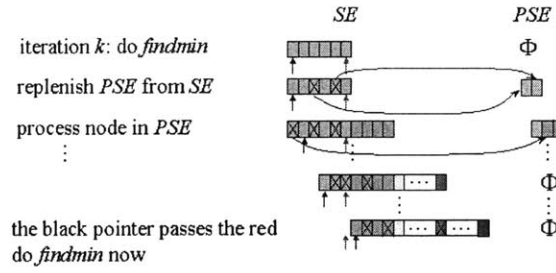 SE PSE
iteration k: do findmin Φ
replenish PSE from SE
process node in PSE
⋮ ⋮ ⋮
Φ
⋮ ⋮
the black pointer passes the red Φ
do findmin now